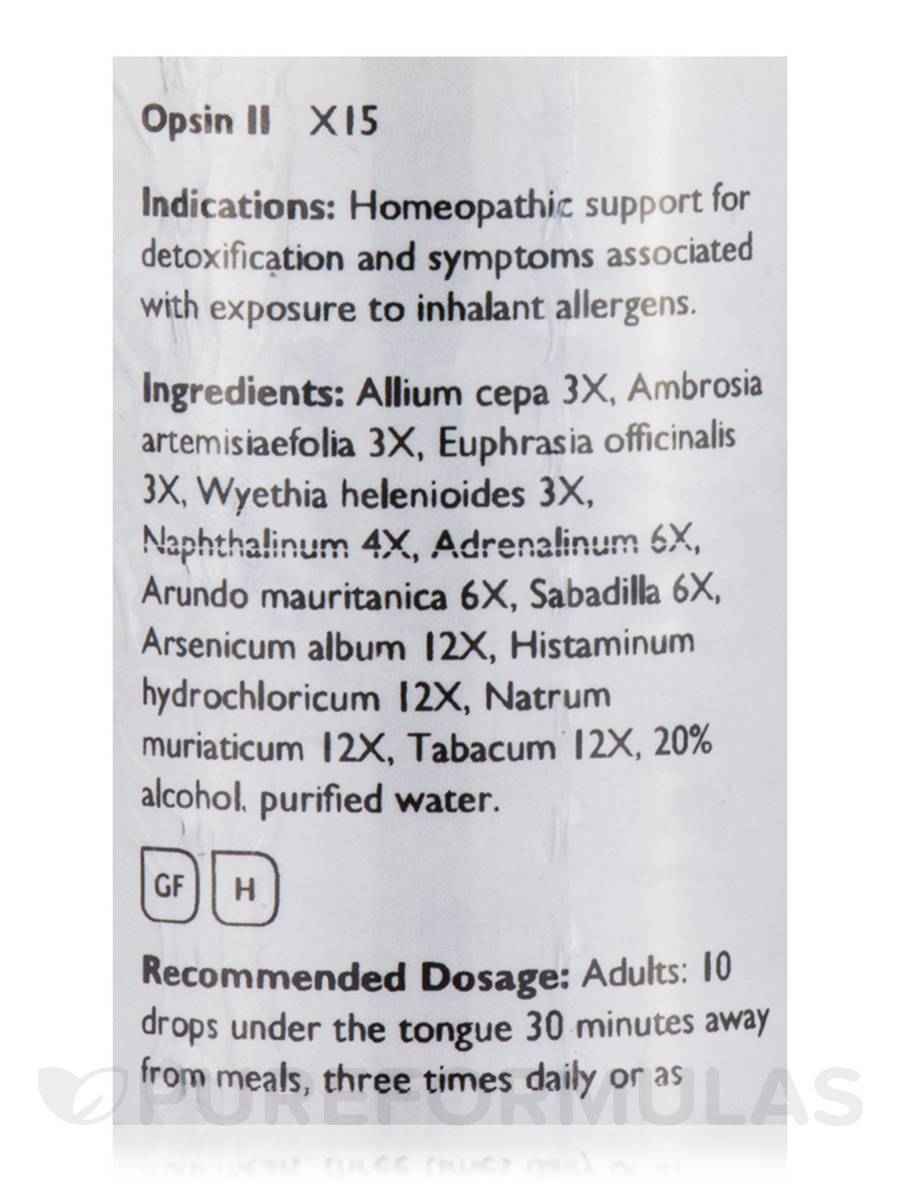 Opsin II X15
Indications: Homeopathic support for
detoxification and symptoms associated
with exposure to inhalant allergens.
Ingredients: Allium cepa 3X, Ambrosia
artemisiaefolia 3X, Euphrasia officinalis
3X, Wyethia helenioides 3X,
Naphthalinum 4X, Adrenalinum 6X,
Arundo mauritanica 6X, Sabadilla 6X,
Arsenicum album 12X, Histaminum
hydrochloricum 12X, Natrum
muriaticum 12X, Tabacum 12X, 20%
alcohol, purified water.
GF H
Recommended Dosage: Adults: 10
drops under the tongue 30 minutes away
from meals, three times daily or as
PUREFORMULAS